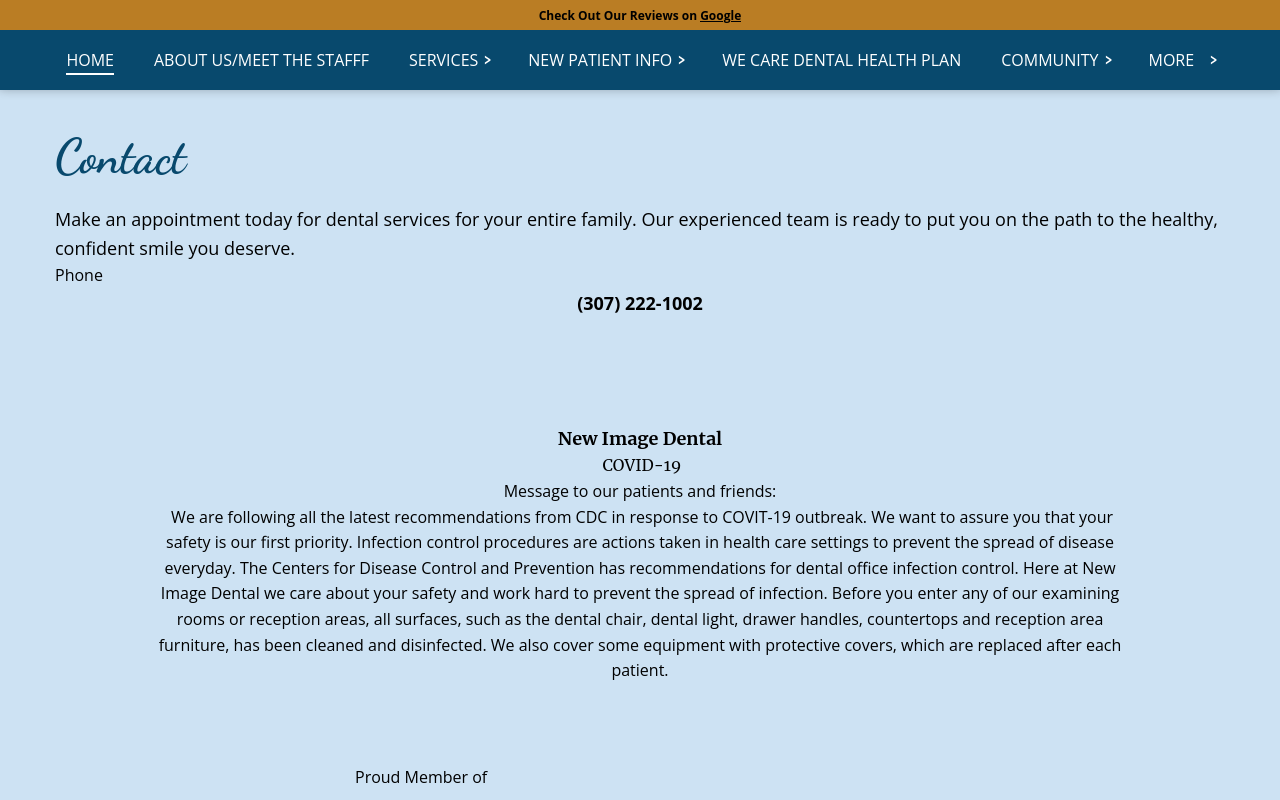 Check Out Our Reviews on Google
HOME ABOUT US/MEET THE STAFFF SERVICES > NEW PATIENT INFO > WE CARE DENTAL HEALTH PLAN COMMUNITY > MORE >
Contact
Make an appointment today for dental services for your entire family. Our experienced team is ready to put you on the path to the healthy,
confident smile you deserve.
Phone
(307) 222-1002
New Image Dental
COVID-19
Message to our patients and friends:
We are following all the latest recommendations from CDC in response to COVIT-19 outbreak. We want to assure you that your
safety is our first priority. Infection control procedures are actions taken in health care settings to prevent the spread of disease
everyday. The Centers for Disease Control and Prevention has recommendations for dental office infection control. Here at New
Image Dental we care about your safety and work hard to prevent the spread of infection. Before you enter any of our examining
rooms or reception areas, all surfaces, such as the dental chair, dental light, drawer handles, countertops and reception area
furniture, has been cleaned and disinfected. We also cover some equipment with protective covers, which are replaced after each
patient.
Proud Member of